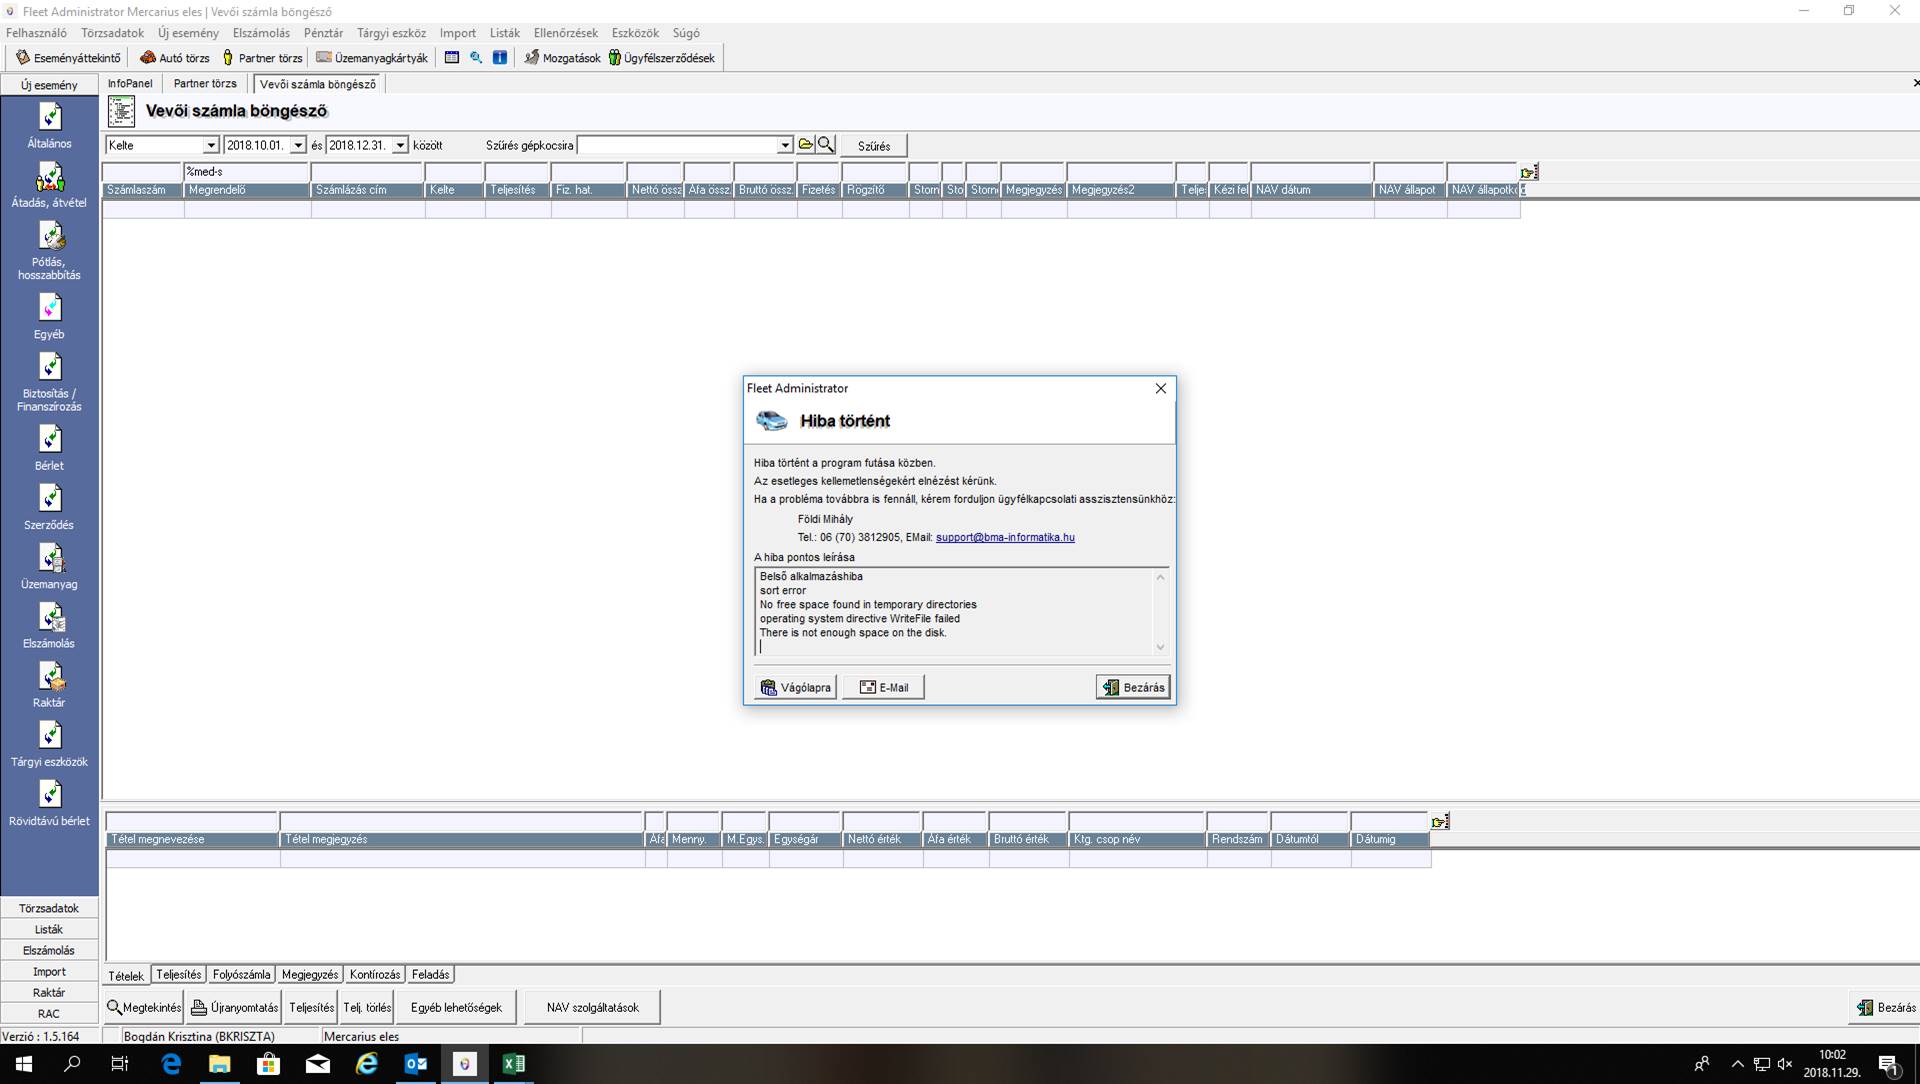 Fleet Administrator Mercarius eles | Vevői számla böngésző
Felhasználó Törzsadatok Új esemény Elszámolás Pénztár Tárgyi eszköz Import Listák Ellenőrzések Eszközök Súgó
Eseményáttekintő Autó törzs Partner törzs Üzemanyagkártyák Mozgatások Ügyfélszerződések
Új esemény InfoPanel Partner törzs Vevői számla böngésző
Vevői számla böngésző
Kelte 2018.10.01. és 2018.12.31. között Szűrés gépkocsira Szűrés
%med-s
Számlaszám Megrendelő Számlázás cím Kelte Teljesítés Fiz. hat. Nettó össz Áfa össz. Bruttó össz. Fizetés Rögzítő Storn Sto Storn Megjegyzés Megjegyzés2 Telje Kézi fel NAV dátum NAV állapot NAV állapotk
Általános
Átadás, átvétel
Pótlás,
hosszabbítás
Egyéb
Biztosítás /
Finanszírozás
Bérlet
Szerződés
Üzemanyag
Elszámolás
Raktár
Tárgyi eszközök
Rövidtávú bérlet
Fleet Administrator
Hiba történt
Hiba történt a program futása közben.
Az esetleges kellemetlenségekért elnézést kérünk.
Ha a probléma továbbra is fennáll, kérem forduljon ügyfélkapcsolati asszisztensünkhöz:
Földi Mihály
Tel.: 06 (70) 3812905, EMail: support@bma-informatika.hu
A hiba pontos leírása
Belső alkalmazáshiba
sort error
No free space found in temporary directories
operating system directive WriteFile failed
There is not enough space on the disk.
Vágólapra E-Mail Bezárás
Tétel megnevezése Tétel megjegyzés Áfa Menny. M.Egys. Egységár Nettó érték Áfa érték Bruttó érték Ktg. csop név Rendszám Dátumtól Dátumig
Törzsadatok
Listák
Elszámolás
Import
Raktár
RAC
Tételek Teljesítés Folyószámla Megjegyzés Kontírozás Feladás
Megtekintés Újranyomtatás Teljesítés Telj. törlés Egyéb lehetőségek NAV szolgáltatások Bezárás
Verzió : 1.5.164 Bogdán Krisztina (BKRISZTA) Mercarius eles
10:02
2018.11.29.
1